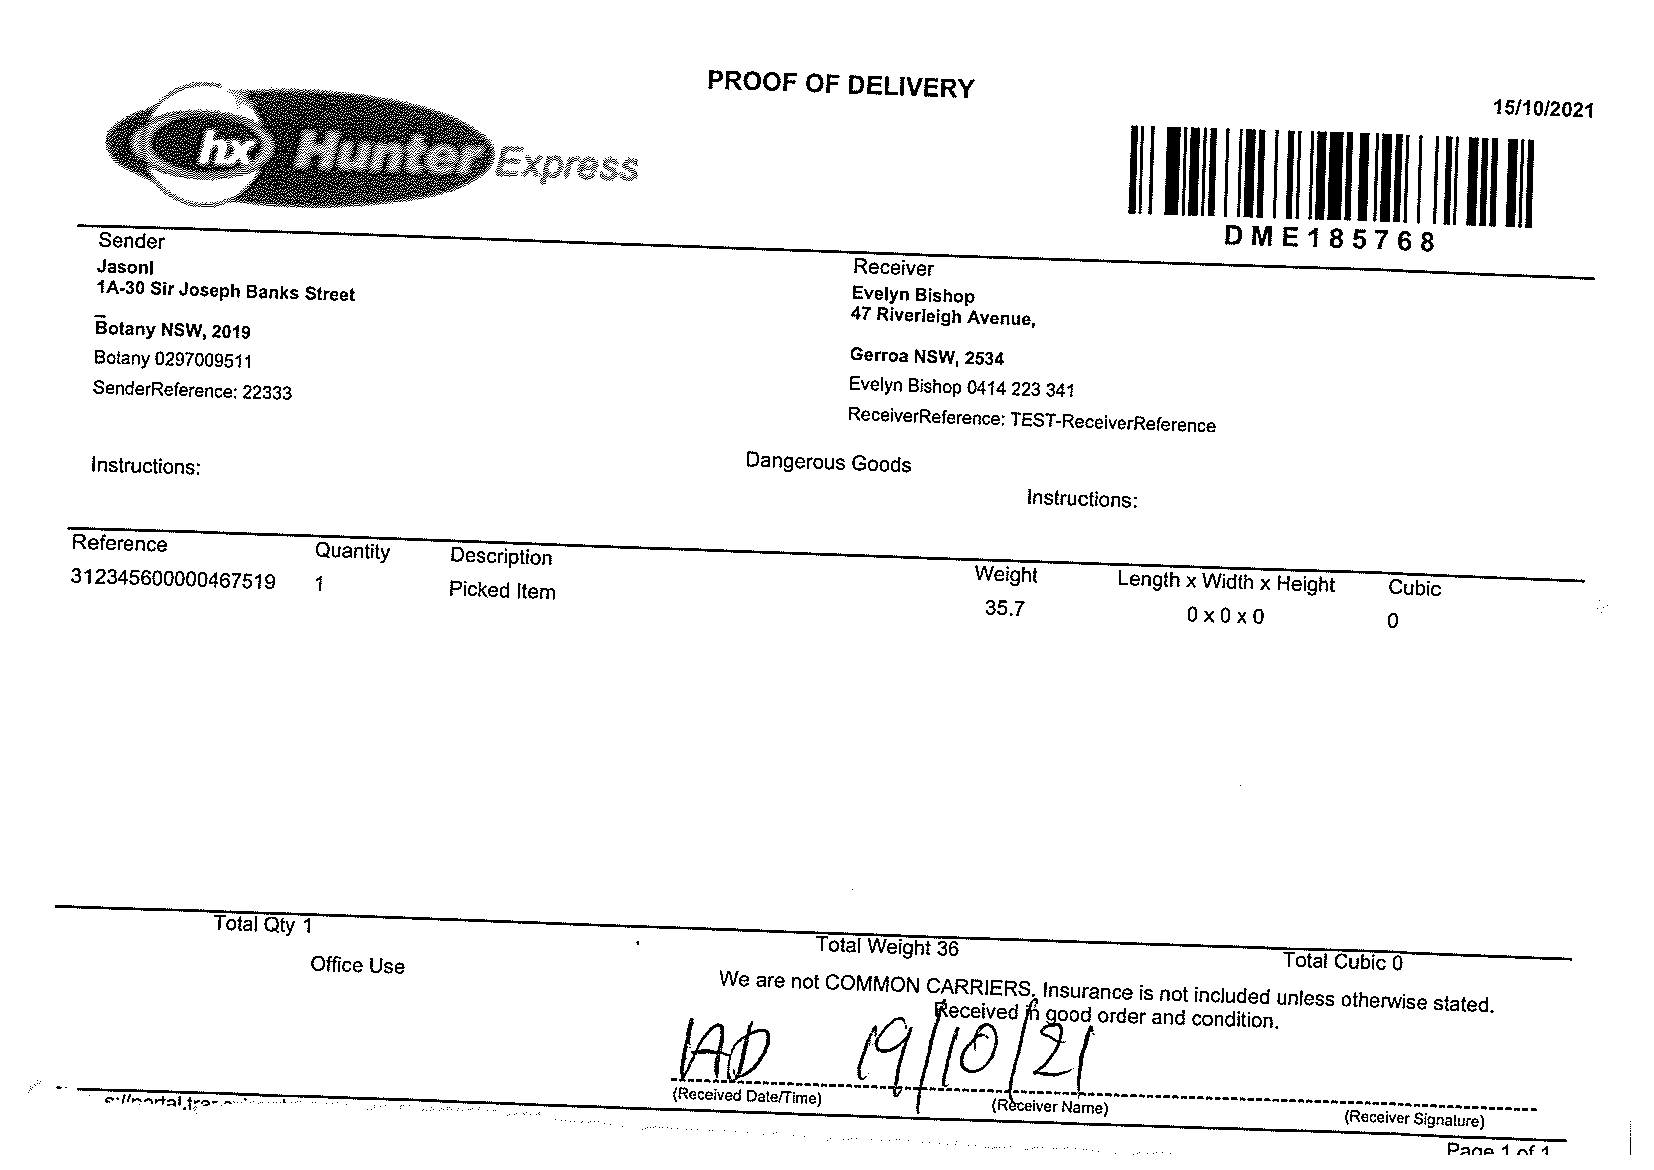 PROOF OF DELIVERY
15/10/2021
hx Hunter Express
DME185768
Sender
JasonI
1A-30 Sir Joseph Banks Street
_
Botany NSW, 2019
Botany 0297009511
SenderReference: 22333
Receiver
Evelyn Bishop
47 Riverleigh Avenue,
Gerroa NSW, 2534
Evelyn Bishop 0414 223 341
ReceiverReference: TEST-ReceiverReference
Instructions:
Dangerous Goods
Instructions:
Reference Quantity Description Weight Length x Width x Height Cubic
312345600000467519 1 Picked Item 35.7 0 x 0 x 0 0
Total Qty 1 Total Weight 36 Total Cubic 0
Office Use
We are not COMMON CARRIERS. Insurance is not included unless otherwise stated.
Received in good order and condition.
19/10/21
(Received Date/Time) (Receiver Name) (Receiver Signature)
Page 1 of 1